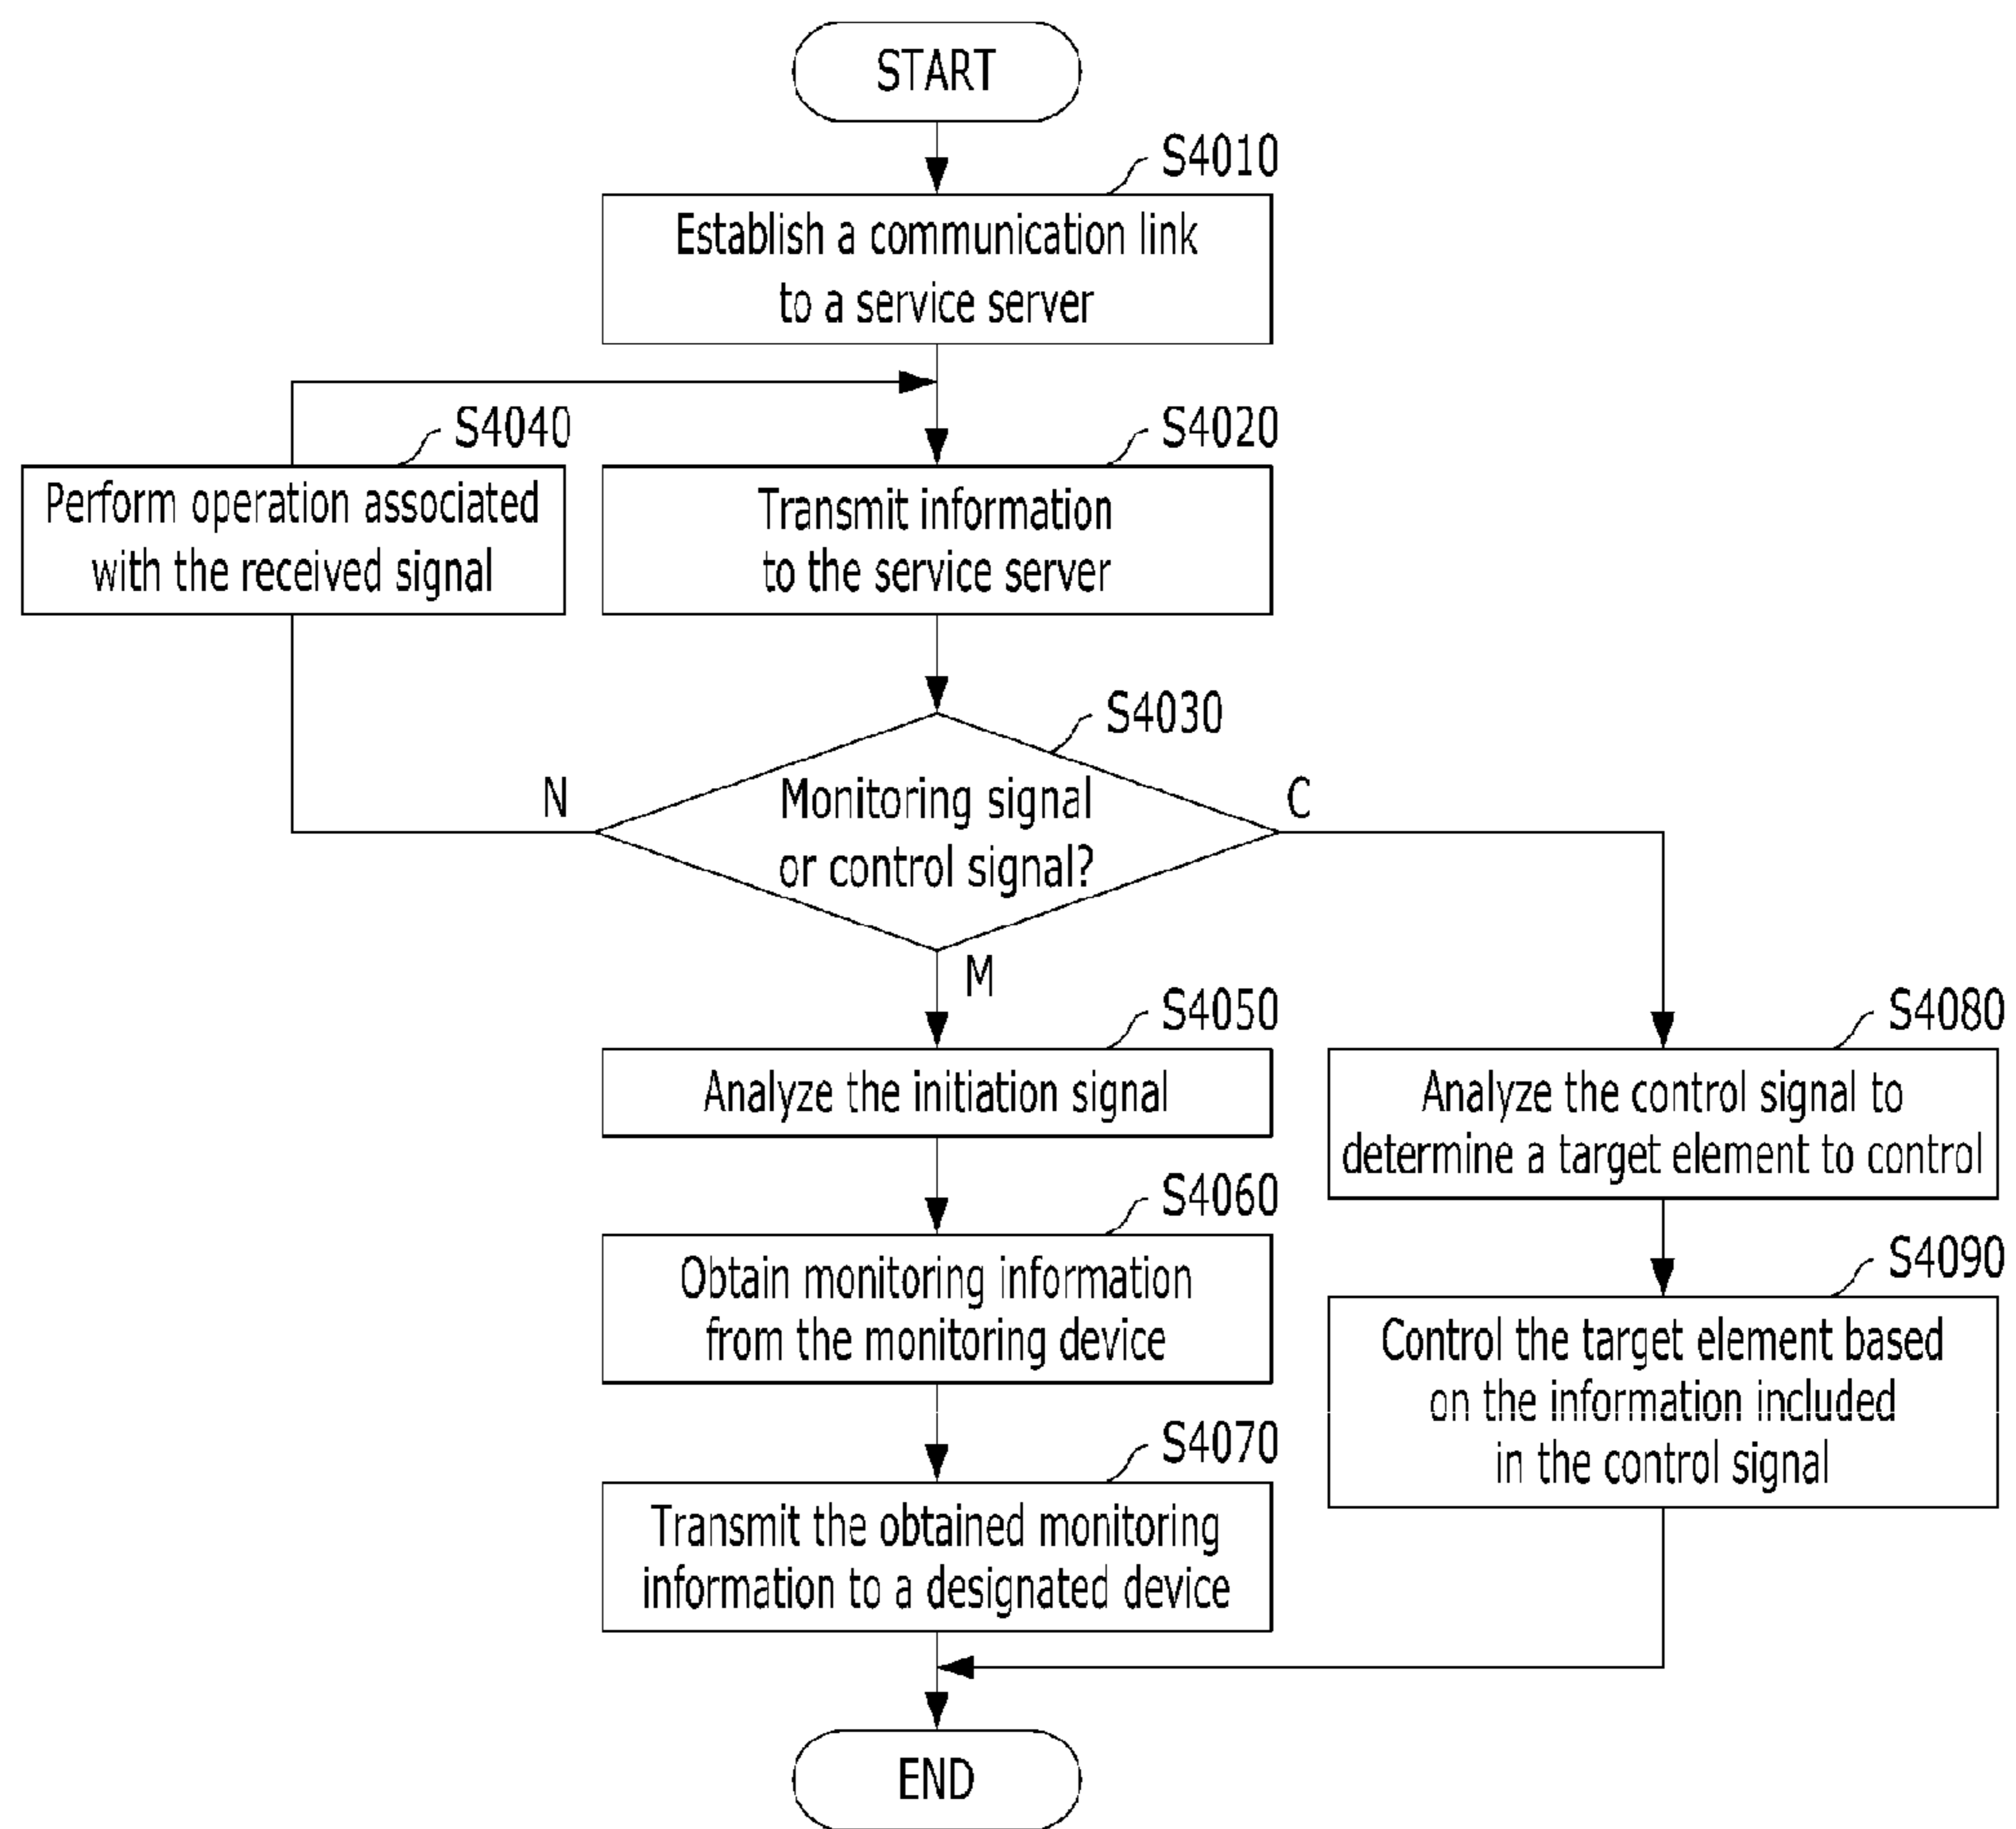 START
S4010
Establish a communication link
to a service server
S4040
Perform operation associated
with the received signal
S4020
Transmit information
to the service server
S4030
Monitoring signal
or control signal?
N
C
M
S4050
Analyze the initiation signal
S4060
Obtain monitoring information
from the monitoring device
S4070
Transmit the obtained monitoring
information to a designated device
S4080
Analyze the control signal to
determine a target element to control
S4090
Control the target element based
on the information included
in the control signal
END